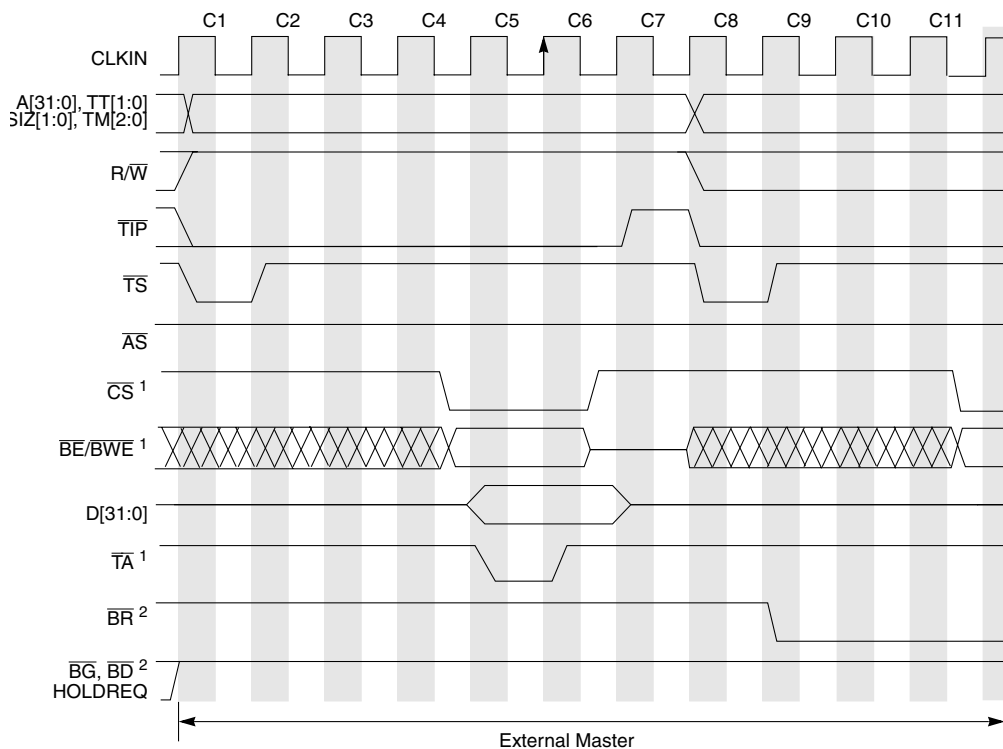 C1 C2 C3 C4 C5 C6 C7 C8 C9 C10 C11
CLKIN
A[31:0], TT[1:0]
SIZ[1:0], TM[2:0]
R/W
TIP
TS
AS
CS 1
BE/BWE 1
D[31:0]
TA 1
BR 2
BG, BD 2
HOLDREQ
External Master